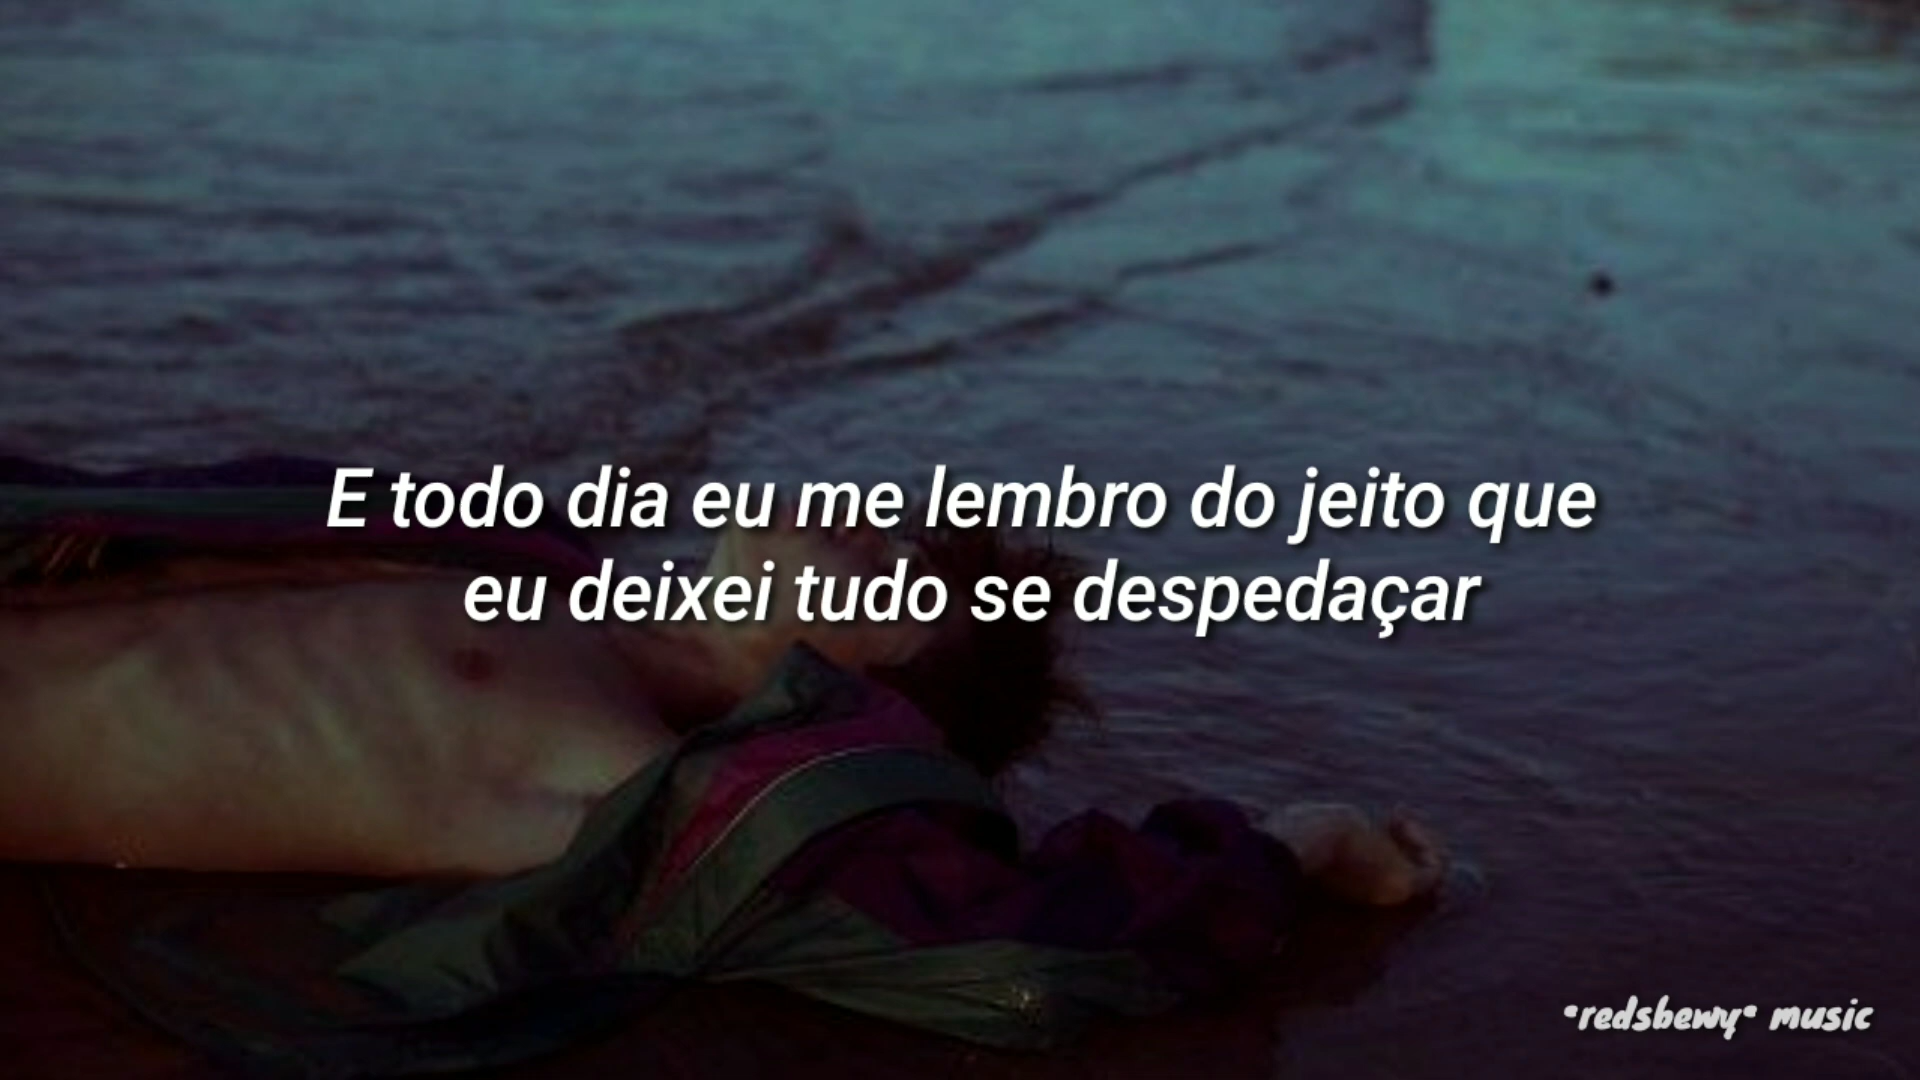 E todo dia eu me lembro do jeito que
eu deixei tudo se despedaçar
*redsbewy* music